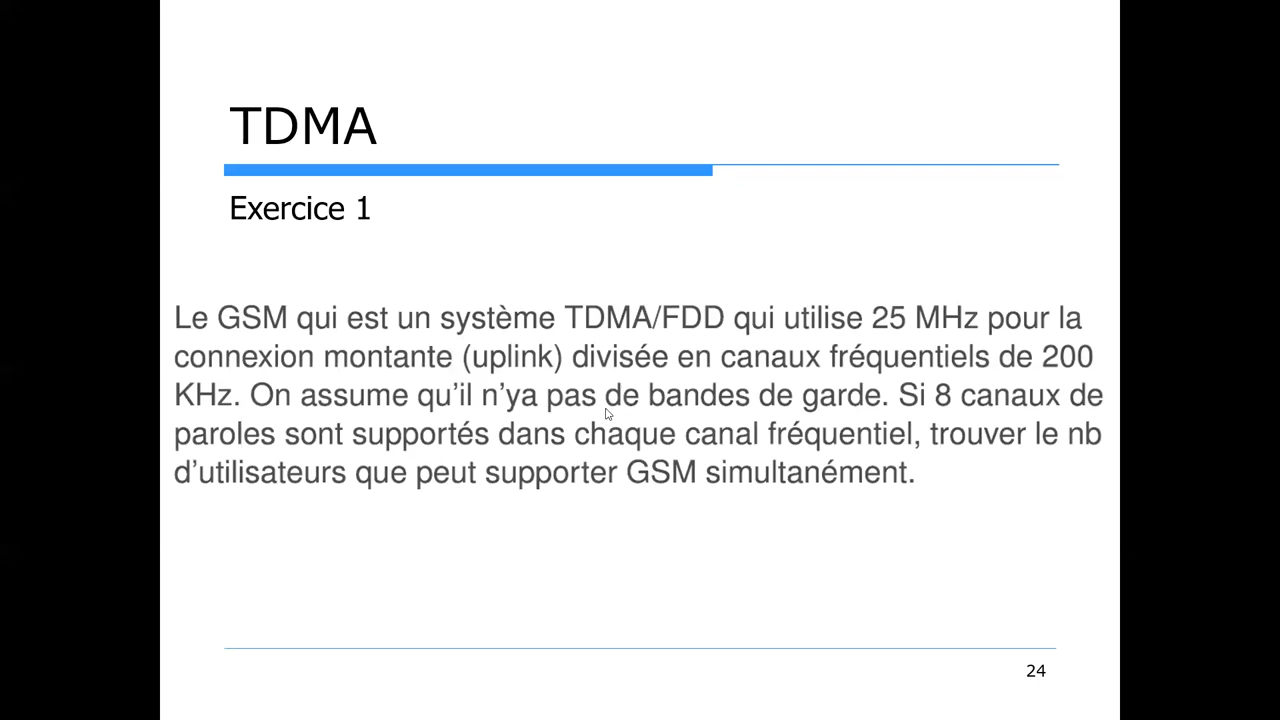 TDMA
Exercice 1
Le GSM qui est un système TDMA/FDD qui utilise 25 MHz pour la
connexion montante (uplink) divisée en canaux fréquentiels de 200
KHz. On assume qu'il n'ya pas de bandes de garde. Si 8 canaux de
paroles sont supportés dans chaque canal fréquentiel, trouver le nb
d'utilisateurs que peut supporter GSM simultanément.
24